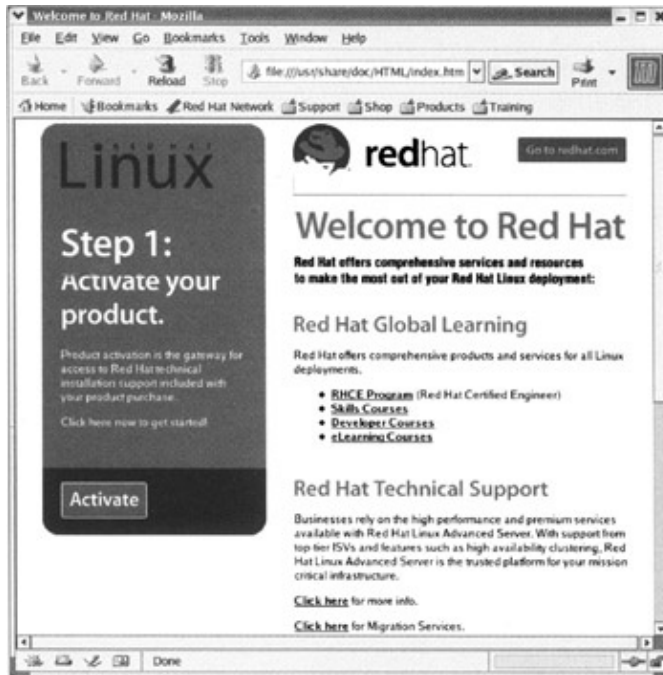 Welcome to Red Hat - Mozilla
File Edit View Go Bookmarks Tools Window Help
Back Forward Reload Stop file:///usr/share/doc/HTML/index.htm Search Print
Home Bookmarks Red Hat Network Support Shop Products Training
Linux
Step 1:
Activate your
product.
Product activation is the gateway for
access to Red Hat technical
installation support included with
your product purchase.
Click here now to get started!
Activate
redhat
Go to redhat.com
Welcome to Red Hat
Red Hat offers comprehensive services and resources
to make the most out of your Red Hat Linux deployment:
Red Hat Global Learning
Red Hat offers comprehensive products and services for all Linux
deployments.
RHCE Program (Red Hat Certified Engineer)
Skills Courses
Developer Courses
eLearning Courses
Red Hat Technical Support
Businesses rely on the high performance and premium services
available with Red Hat Linux Advanced Server. With support from
top tier ISVs and features such as high availability clustering, Red
Hat Linux Advanced Server is the trusted platform for your mission
critical infrastructure.
Click here for more info.
Click here for Migration Services.
Done